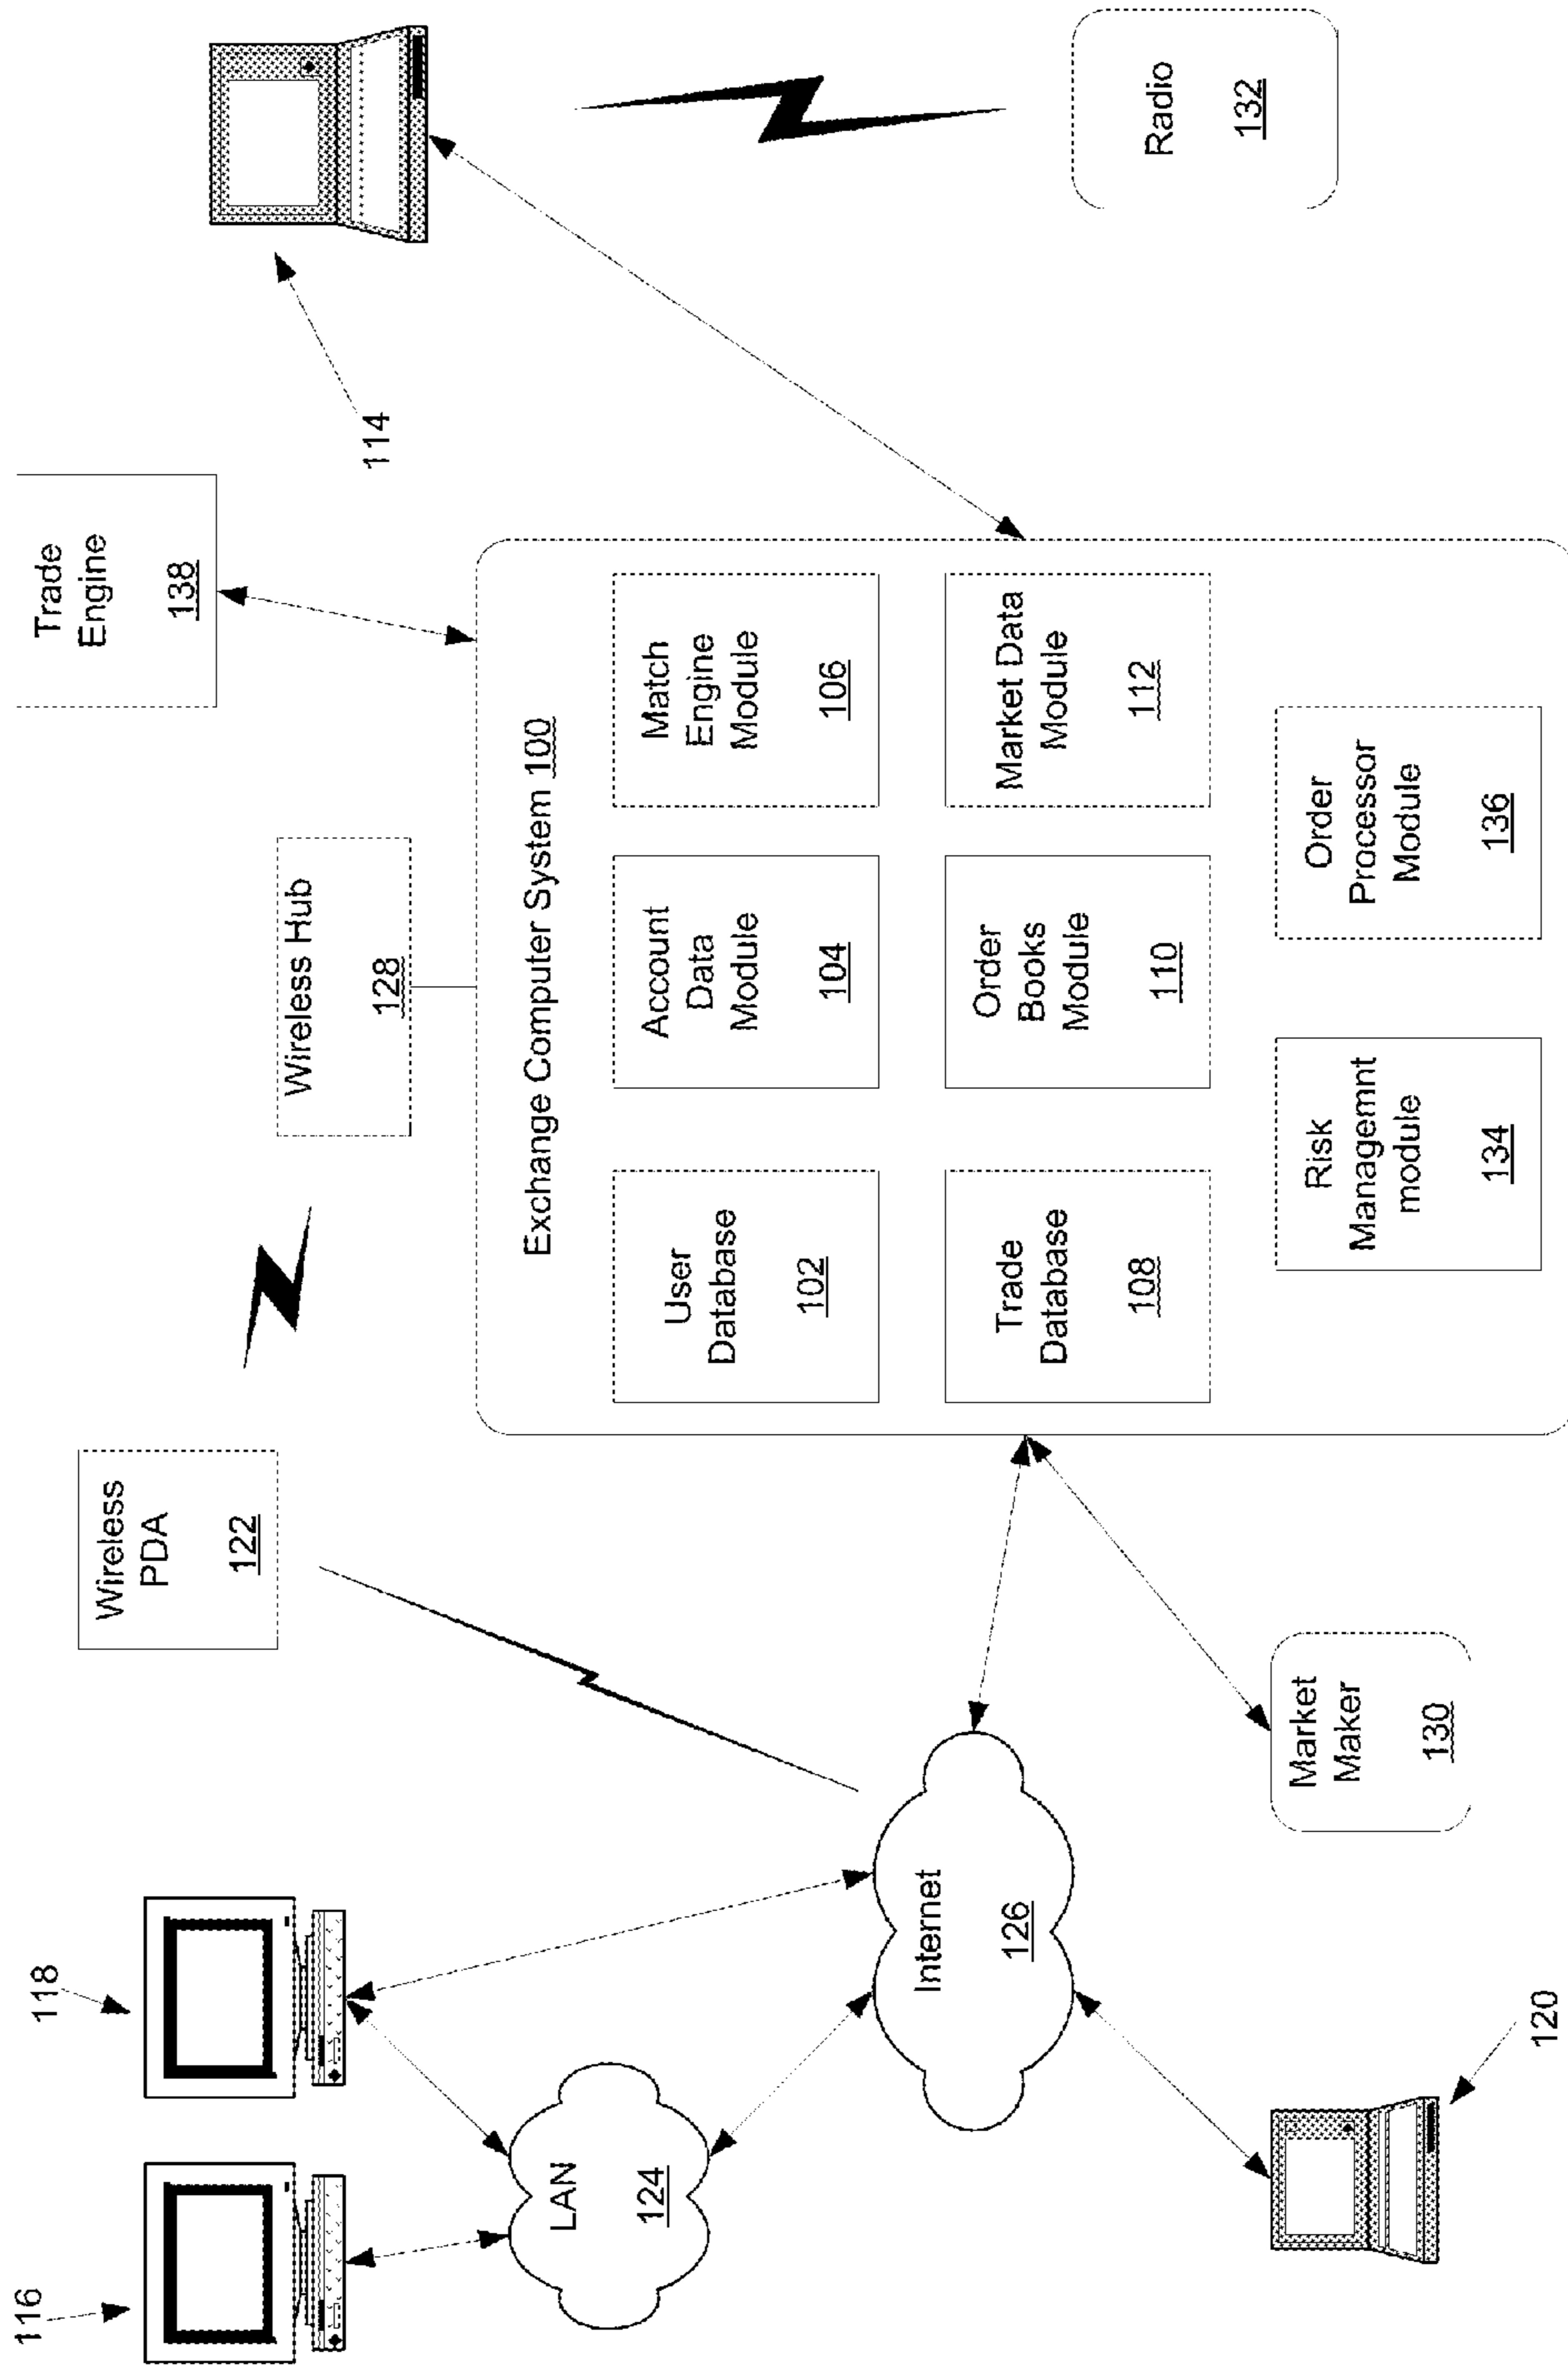 116
118
Wireless
PDA
122
Wireless Hub
128
Trade
Engine
138
114
LAN
124
Internet
126
120
Market
Maker
130
Exchange Computer System 100
User
Database
102
Account
Data
Module
104
Match
Engine
Module
106
Trade
Database
108
Order
Books
Module
110
Market Data
Module
112
Risk
Managemnt
module
134
Order
Processor
Module
136
Radio
132